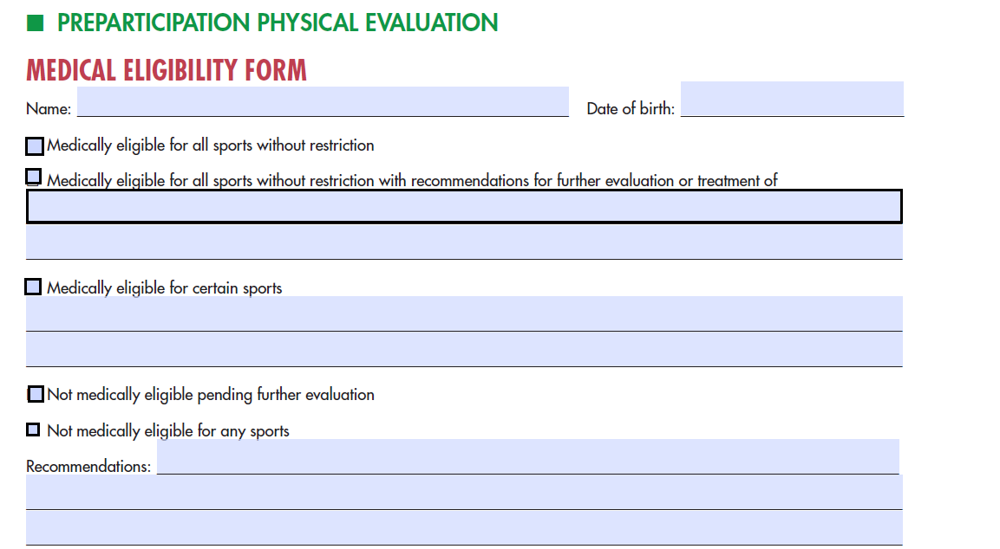 PREPARTICIPATION PHYSICAL EVALUATION
MEDICAL ELIGIBILITY FORM
Name: Date of birth:
Medically eligible for all sports without restriction
Medically eligible for all sports without restriction with recommendations for further evaluation or treatment of
Medically eligible for certain sports
Not medically eligible pending further evaluation
Not medically eligible for any sports
Recommendations: